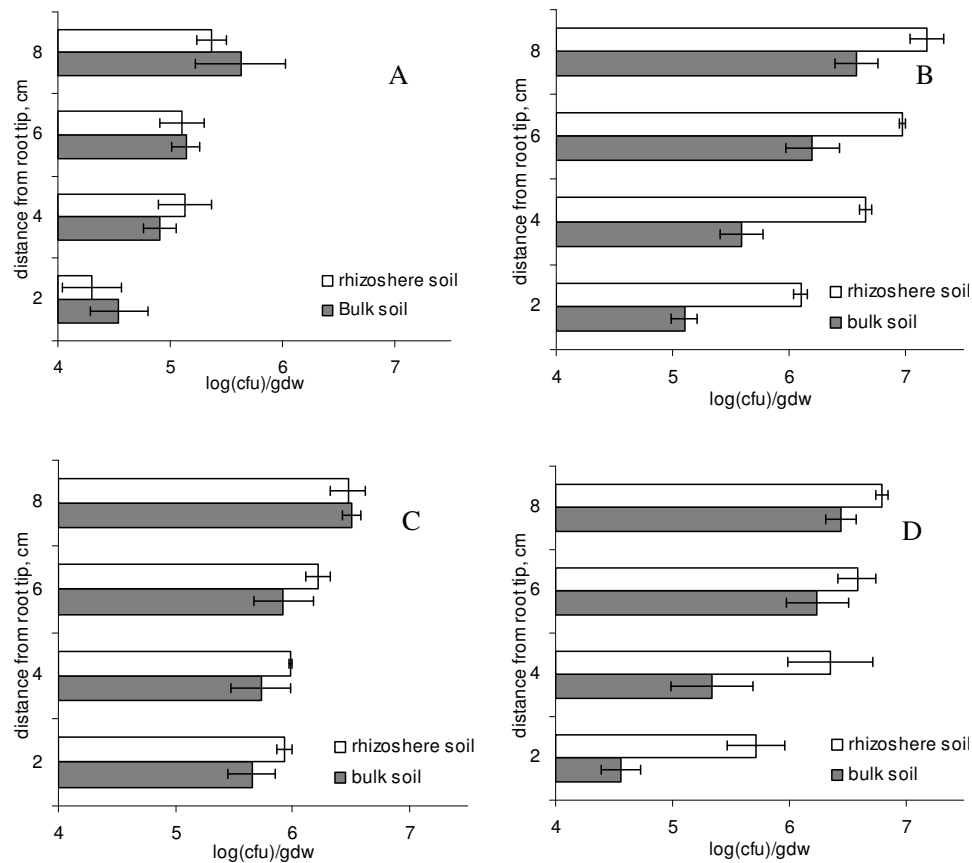 A
distance from root tip, cm
8
6
4
2
rhizoshere soil
Bulk soil
4 5 6 7
log(cfu)/gdw
B
distance from root tip, cm
8
6
4
2
rhizoshere soil
bulk soil
4 5 6 7
log(cfu)/gdw
C
distance from root tip, cm
8
6
4
2
rhizoshere soil
bulk soil
4 5 6 7
log(cfu)/gdw
D
distance from root tip, cm
8
6
4
2
rhizoshere soil
bulk soil
4 5 6 7
log(cfu)/gdw